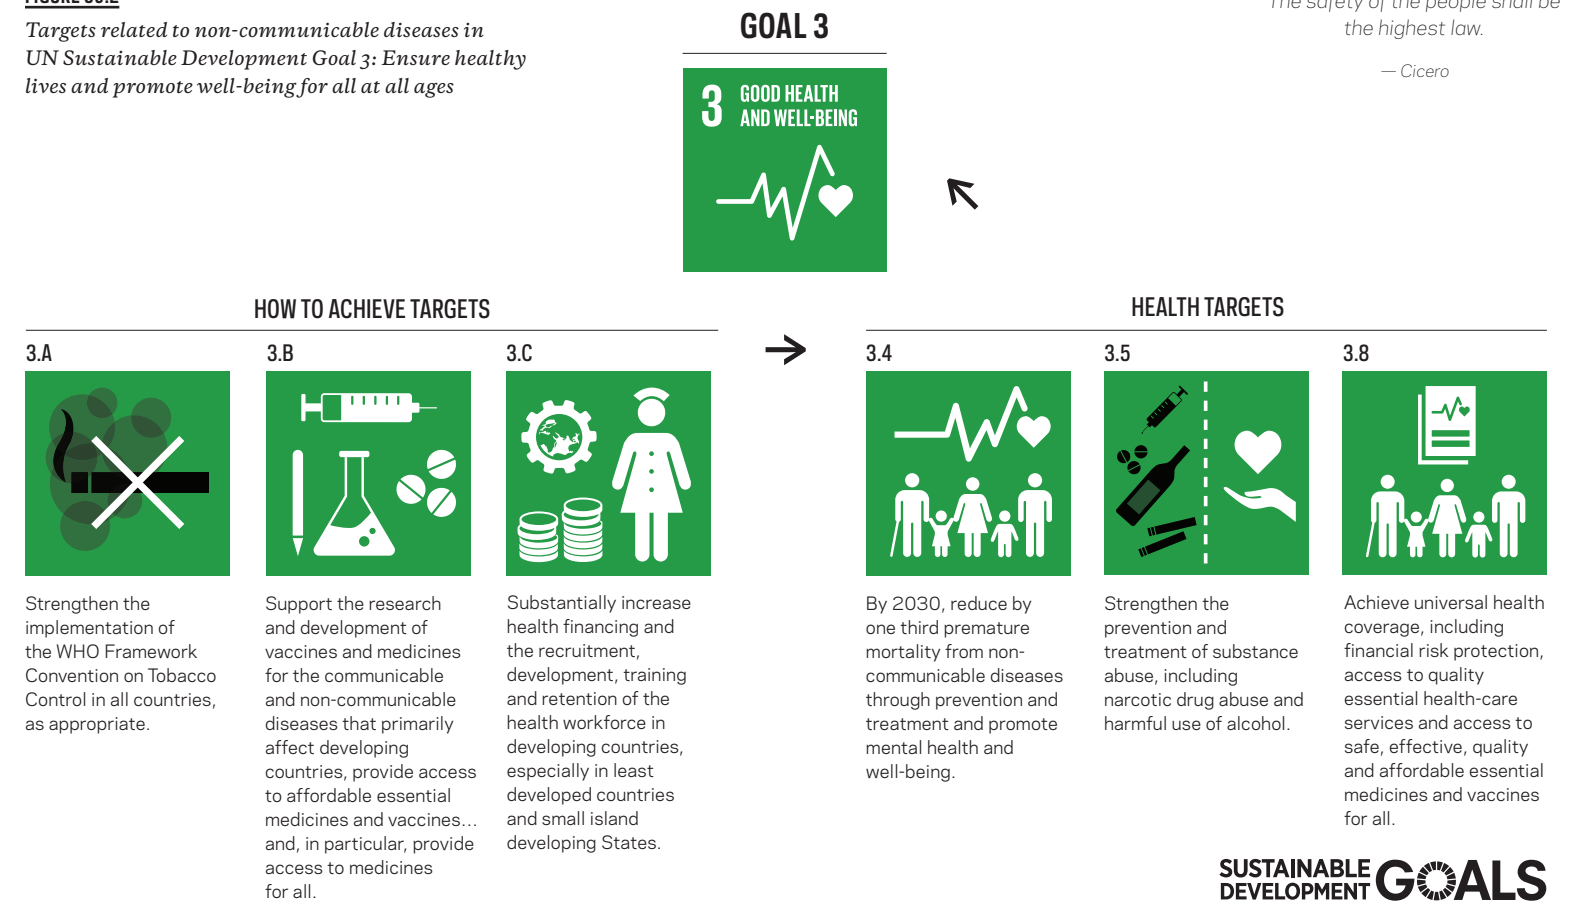 Targets related to non-communicable diseases in
UN Sustainable Development Goal 3: Ensure healthy
lives and promote well-being for all at all ages
GOAL 3
The safety of the people shall be
the highest law.
— Cicero
3 GOOD HEALTH
AND WELL-BEING
HOW TO ACHIEVE TARGETS
3.A
Strengthen the
implementation of
the WHO Framework
Convention on Tobacco
Control in all countries,
as appropriate.
3.B
Support the research
and development of
vaccines and medicines
for the communicable
and non-communicable
diseases that primarily
affect developing
countries, provide access
to affordable essential
medicines and vaccines...
and, in particular, provide
access to medicines
for all.
3.C
Substantially increase
health financing and
the recruitment,
development, training
and retention of the
health workforce in
developing countries,
especially in least
developed countries
and small island
developing States.
HEALTH TARGETS
3.4
By 2030, reduce by
one third premature
mortality from non-
communicable diseases
through prevention and
treatment and promote
mental health and
well-being.
3.5
Strengthen the
prevention and
treatment of substance
abuse, including
narcotic drug abuse and
harmful use of alcohol.
3.8
Achieve universal health
coverage, including
financial risk protection,
access to quality
essential health-care
services and access to
safe, effective, quality
and affordable essential
medicines and vaccines
for all.
SUSTAINABLE
DEVELOPMENT GOALS